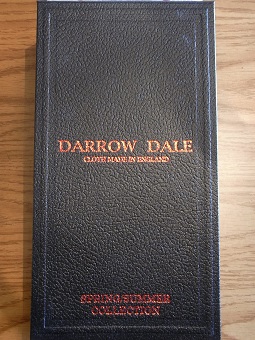 DARROW DALE
CLOTH MADE IN ENGLAND
SPRING/SUMMER
COLLECTION